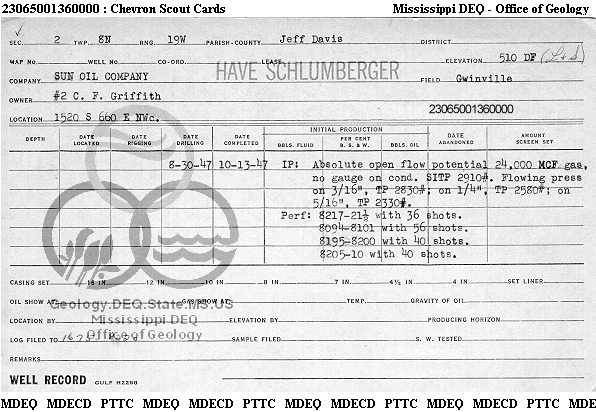 23065001360000 : Chevron Scout Cards Mississippi DEQ - Office of Geology
SEC. 2 TWP. 8N RNG. 19W PARISH-COUNTY Jeff Davis DISTRICT
MAP NO. WELL NO. CO-ORD. LEASE ELEVATION 510 DF (L+S)
COMPANY SUN OIL COMPANY HAVE SCHLUMBERGER FIELD Gwinville
OWNER #2 C. F. Griffith
23065001360000
LOCATION 1520 S 660 E NWc.
DEPTH DATE LOCATED DATE RIGGING DATE DRILLING DATE COMPLETED INITIAL PRODUCTION BBLS. FLUID PER CENT B. S. & W. BBLS. OIL DATE ABANDONED AMOUNT SCREEN SET
8-30-47 10-13-47 IP: Absolute open flow potential 24,000 MCF gas,
no gauge on cond. SITP 2910#. Flowing press
on 3/16", TP 2830#; on 1/4", TP 2580#; on
5/16", TP 2330#.
Perf: 8217-21½ with 36 shots.
8094-8101 with 56 shots.
8195-8200 with 40 shots.
8205-10 with 40 shots.
CASING SET: 16 IN. 12 IN. 10 IN. 8 IN. 7 IN. 4½ IN. 4 IN. SET LINER
OIL SHOW AT GAS SHOW AT TEMP. GRAVITY OF OIL
Geology.DEQ.State.MS.US
LOCATION BY ELEVATION BY PRODUCING HORIZON
Mississippi DEQ
Office of Geology
LOG FILED TO SAMPLE FILED S. W. TESTED
REMARKS
WELL RECORD GULF H2288
MDEQ MDECD PTTC MDEQ MDECD PTTC MDEQ MDECD PTTC MDEQ MDECD PTTC